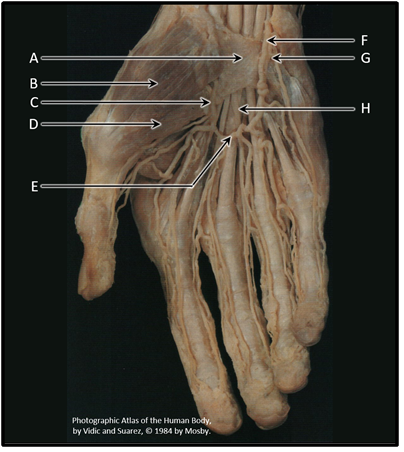 A
B
C
D
E
F
G
H
Photographic Atlas of the Human Body,
by Vidic and Suarez, © 1984 by Mosby.